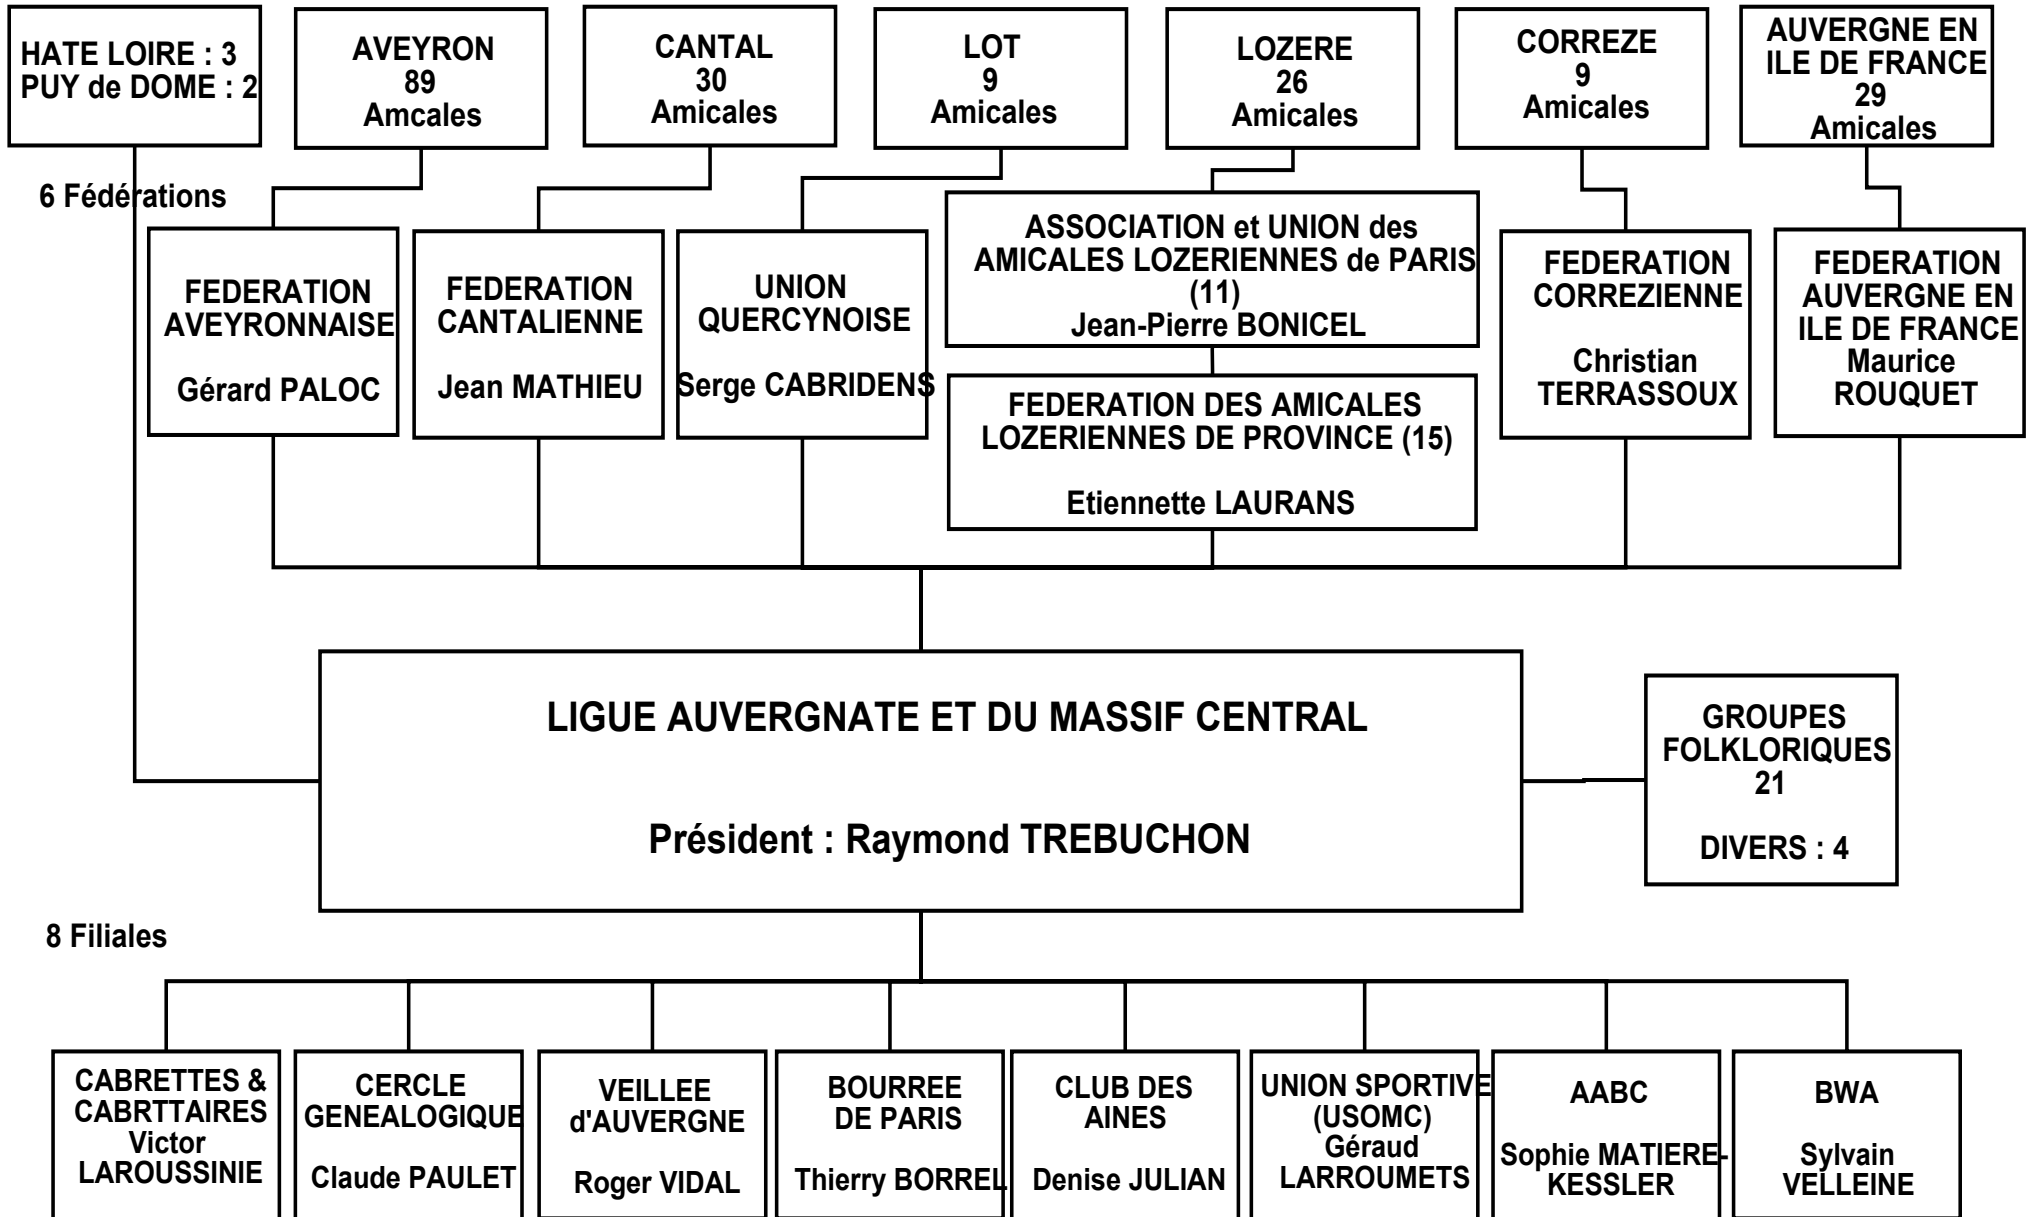 HATE LOIRE : 3
PUY de DOME : 2
AVEYRON
89
Amcales
CANTAL
30
Amicales
LOT
9
Amicales
LOZERE
26
Amicales
CORREZE
9
Amicales
AUVERGNE EN
ILE DE FRANCE
29
Amicales
6 Fédérations
FEDERATION
AVEYRONNAISE
Gérard PALOC
FEDERATION
CANTALIENNE
Jean MATHIEU
UNION
QUERCYNOISE
Serge CABRIDENS
ASSOCIATION et UNION des
AMICALES LOZERIENNES de PARIS
(11)
Jean-Pierre BONICEL
FEDERATION DES AMICALES
LOZERIENNES DE PROVINCE (15)
Etiennette LAURANS
FEDERATION
CORREZIENNE
Christian
TERRASSOUX
FEDERATION
AUVERGNE EN
ILE DE FRANCE
Maurice
ROUQUET
LIGUE AUVERGNATE ET DU MASSIF CENTRAL
Président : Raymond TREBUCHON
GROUPES
FOLKLORIQUES
21
DIVERS : 4
8 Filiales
CABRETTES &
CABRTTAIRES
Victor
LAROUSSINIE
CERCLE
GENEALOGIQUE
Claude PAULET
VEILLEE
d'AUVERGNE
Roger VIDAL
BOURREE
DE PARIS
Thierry BORREL
CLUB DES
AINES
Denise JULIAN
UNION SPORTIVE
(USOMC)
Géraud
LARROUMETS
AABC
Sophie MATIERE-
KESSLER
BWA
Sylvain
VELLEINE